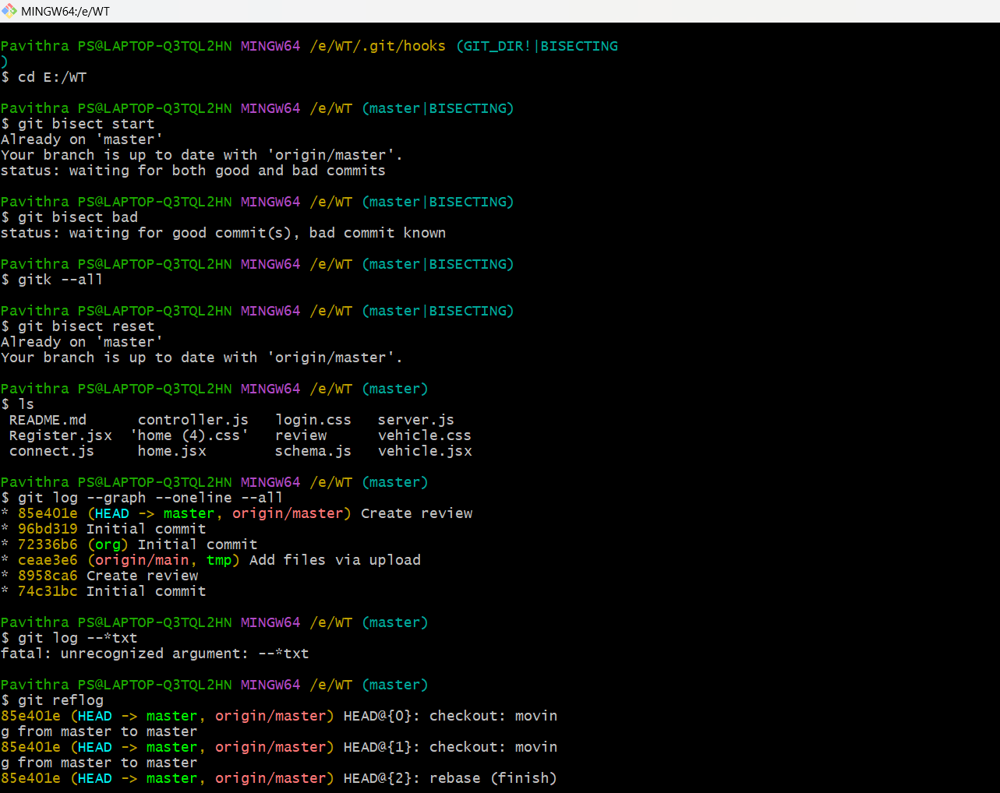 MINGW64:/e/WT
Pavithra PS@LAPTOP-Q3TQL2HN MINGW64 /e/WT/.git/hooks (GIT_DIR!|BISECTING
)
$ cd E:/WT
Pavithra PS@LAPTOP-Q3TQL2HN MINGW64 /e/WT (master|BISECTING)
$ git bisect start
Already on 'master'
Your branch is up to date with 'origin/master'.
status: waiting for both good and bad commits
Pavithra PS@LAPTOP-Q3TQL2HN MINGW64 /e/WT (master|BISECTING)
$ git bisect bad
status: waiting for good commit(s), bad commit known
Pavithra PS@LAPTOP-Q3TQL2HN MINGW64 /e/WT (master|BISECTING)
$ gitk --all
Pavithra PS@LAPTOP-Q3TQL2HN MINGW64 /e/WT (master|BISECTING)
$ git bisect reset
Already on 'master'
Your branch is up to date with 'origin/master'.
Pavithra PS@LAPTOP-Q3TQL2HN MINGW64 /e/WT (master)
$ ls
README.md      controller.js   login.css   server.js
Register.jsx  'home (4).css'   review      vehicle.css
connect.js     home.jsx        schema.js   vehicle.jsx
Pavithra PS@LAPTOP-Q3TQL2HN MINGW64 /e/WT (master)
$ git log --graph --oneline --all
* 85e401e (HEAD -> master, origin/master) Create review
* 96bd319 Initial commit
* 72336b6 (org) Initial commit
* ceae3e6 (origin/main, tmp) Add files via upload
* 8958ca6 Create review
* 74c31bc Initial commit
Pavithra PS@LAPTOP-Q3TQL2HN MINGW64 /e/WT (master)
$ git log --*txt
fatal: unrecognized argument: --*txt
Pavithra PS@LAPTOP-Q3TQL2HN MINGW64 /e/WT (master)
$ git reflog
85e401e (HEAD -> master, origin/master) HEAD@{0}: checkout: movin
g from master to master
85e401e (HEAD -> master, origin/master) HEAD@{1}: checkout: movin
g from master to master
85e401e (HEAD -> master, origin/master) HEAD@{2}: rebase (finish)